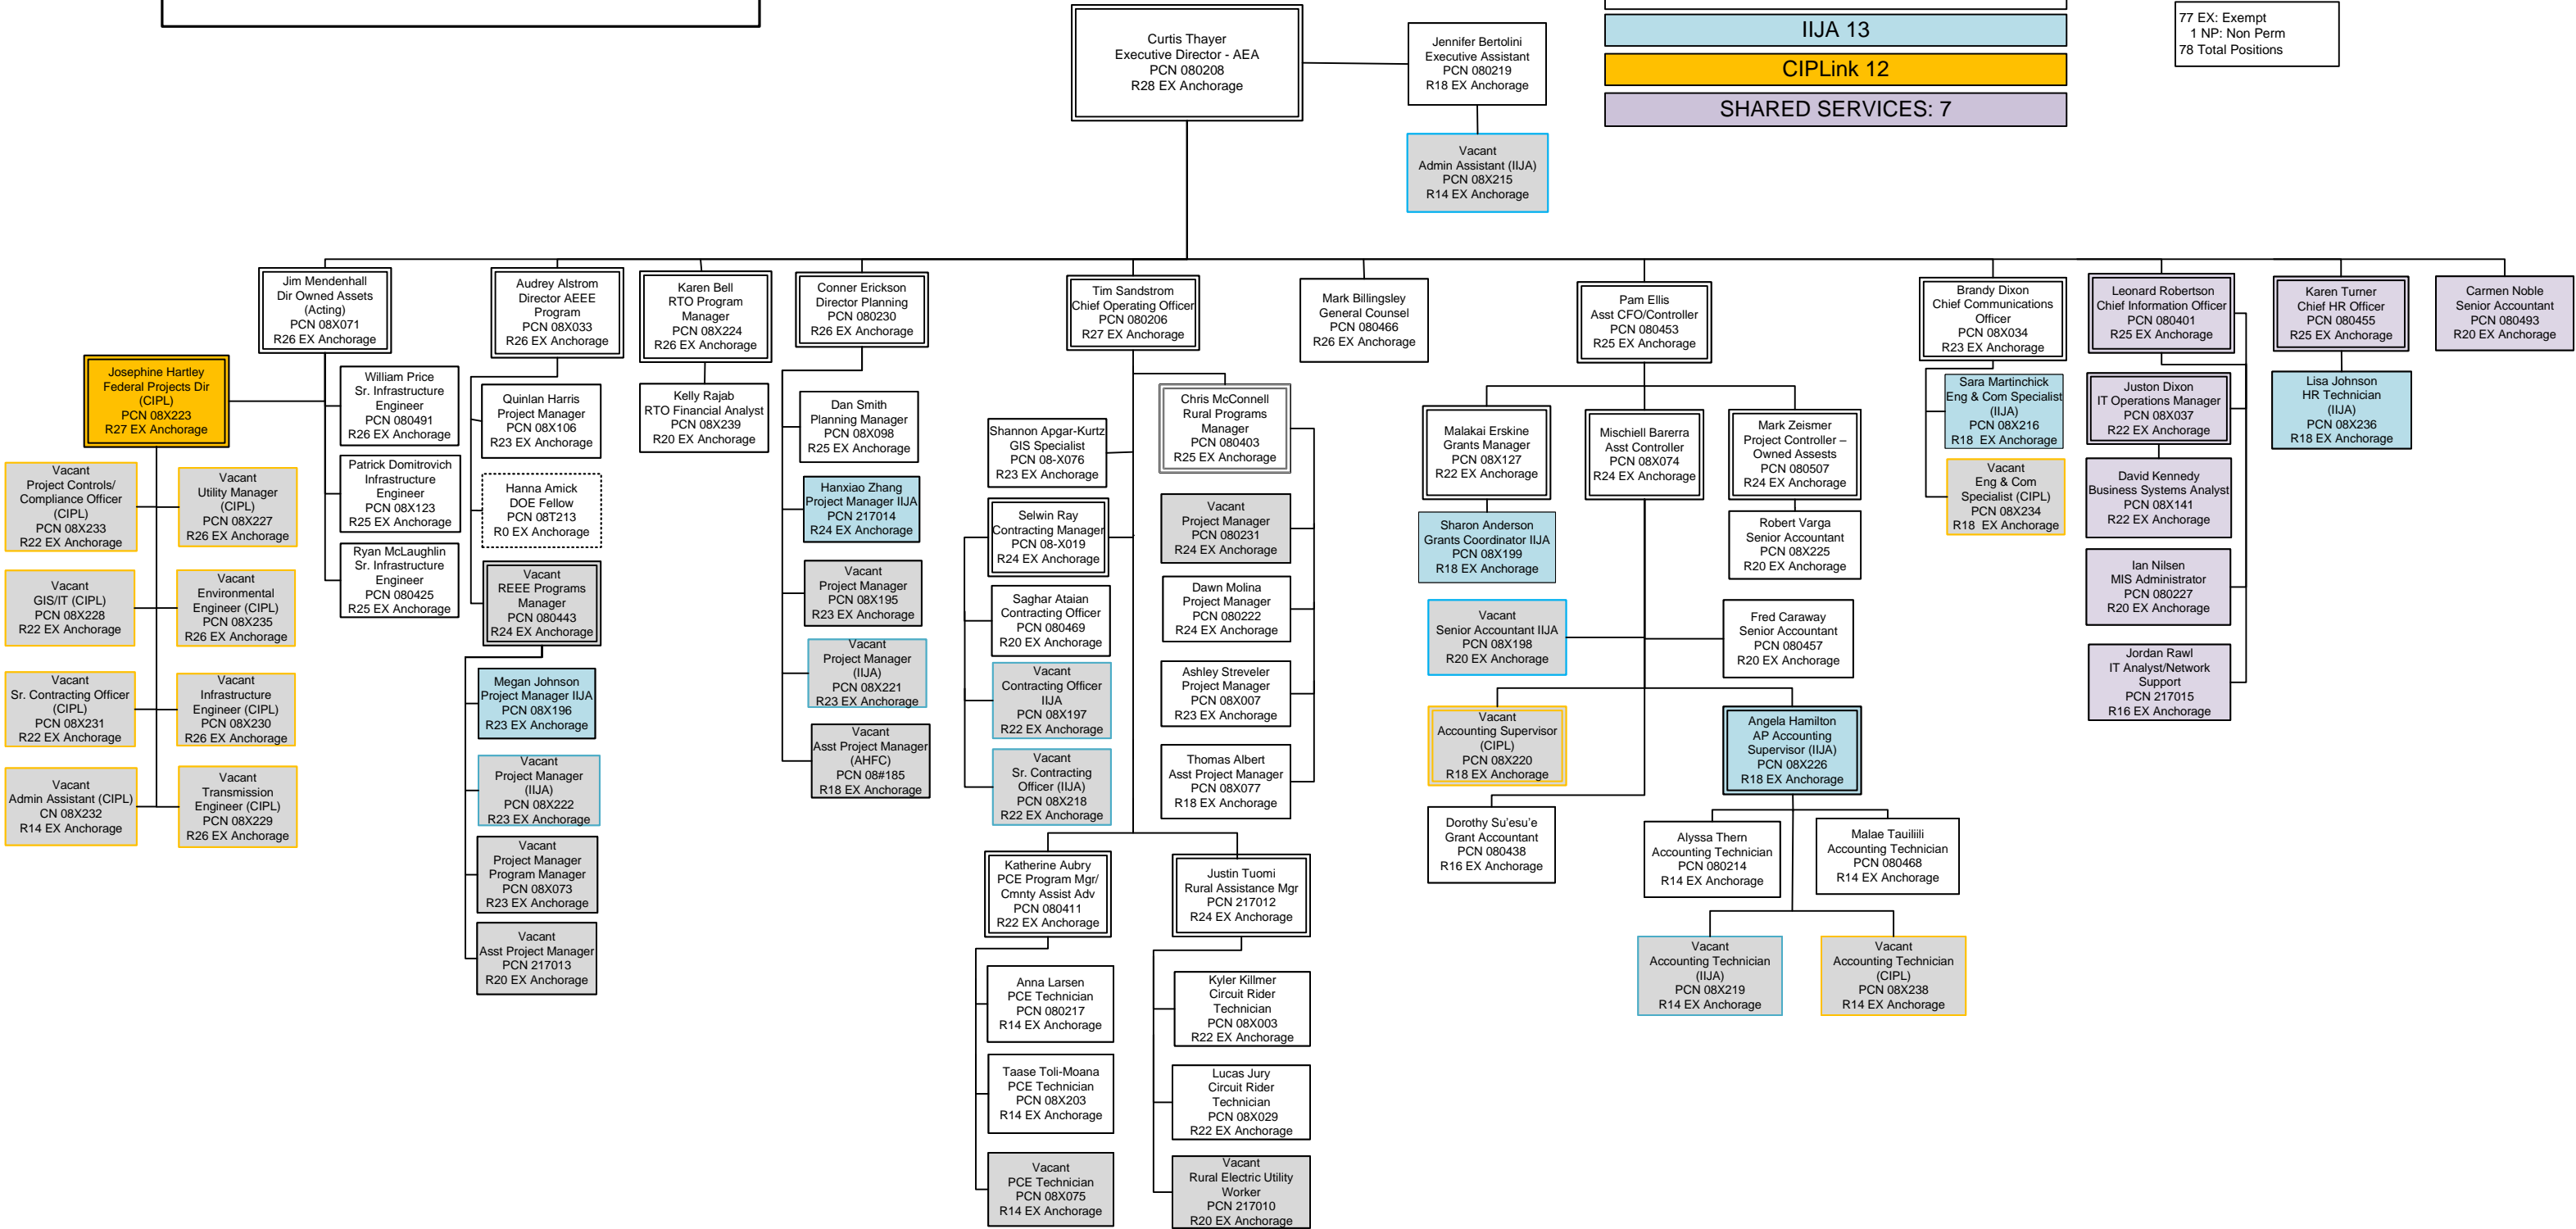 IIJA 13
CIPLink 12
SHARED SERVICES: 7
77 EX: Exempt
1 NP: Non Perm
78 Total Positions
Curtis Thayer
Executive Director - AEA
PCN 080208
R28 EX Anchorage
Jennifer Bertolini
Executive Assistant
PCN 080219
R18 EX Anchorage
Vacant
Admin Assistant (IIJA)
PCN 08X215
R14 EX Anchorage
Jim Mendenhall
Dir Owned Assets
(Acting)
PCN 08X071
R26 EX Anchorage
Josephine Hartley
Federal Projects Dir
(CIPL)
PCN 08X223
R27 EX Anchorage
Vacant
Project Controls/
Compliance Officer
(CIPL)
PCN 08X233
R22 EX Anchorage
Vacant
Utility Manager
(CIPL)
PCN 08X227
R26 EX Anchorage
Vacant
GIS/IT (CIPL)
PCN 08X228
R22 EX Anchorage
Vacant
Environmental
Engineer (CIPL)
PCN 08X235
R26 EX Anchorage
Vacant
Sr. Contracting Officer
(CIPL)
PCN 08X231
R22 EX Anchorage
Vacant
Infrastructure
Engineer (CIPL)
PCN 08X230
R26 EX Anchorage
Vacant
Admin Assistant (CIPL)
CN 08X232
R14 EX Anchorage
Vacant
Transmission
Engineer (CIPL)
PCN 08X229
R26 EX Anchorage
William Price
Sr. Infrastructure
Engineer
PCN 080491
R26 EX Anchorage
Patrick Domitrovich
Infrastructure
Engineer
PCN 08X123
R25 EX Anchorage
Ryan McLaughlin
Sr. Infrastructure
Engineer
PCN 080425
R25 EX Anchorage
Audrey Alstrom
Director AEEE
Program
PCN 08X033
R26 EX Anchorage
Quinlan Harris
Project Manager
PCN 08X106
R23 EX Anchorage
Hanna Amick
DOE Fellow
PCN 08T213
R0 EX Anchorage
Vacant
REEE Programs
Manager
PCN 080443
R24 EX Anchorage
Megan Johnson
Project Manager IIJA
PCN 08X196
R23 EX Anchorage
Vacant
Project Manager
(IIJA)
PCN 08X222
R23 EX Anchorage
Vacant
Project Manager
Program Manager
PCN 08X073
R23 EX Anchorage
Vacant
Asst Project Manager
PCN 217013
R20 EX Anchorage
Karen Bell
RTO Program
Manager
PCN 08X224
R26 EX Anchorage
Kelly Rajab
RTO Financial Analyst
PCN 08X239
R20 EX Anchorage
Conner Erickson
Director Planning
PCN 080230
R26 EX Anchorage
Dan Smith
Planning Manager
PCN 08X098
R25 EX Anchorage
Hanxiao Zhang
Project Manager IIJA
PCN 217014
R24 EX Anchorage
Vacant
Project Manager
PCN 08X195
R23 EX Anchorage
Vacant
Project Manager
(IIJA)
PCN 08X221
R23 EX Anchorage
Vacant
Asst Project Manager
(AHFC)
PCN 08#185
R18 EX Anchorage
Tim Sandstrom
Chief Operating Officer
PCN 080206
R27 EX Anchorage
Shannon Apgar-Kurtz
GIS Specialist
PCN 08-X076
R23 EX Anchorage
Selwin Ray
Contracting Manager
PCN 08-X019
R24 EX Anchorage
Saghar Ataian
Contracting Officer
PCN 080469
R20 EX Anchorage
Vacant
Contracting Officer
IIJA
PCN 08X197
R22 EX Anchorage
Vacant
Sr. Contracting
Officer (IIJA)
PCN 08X218
R22 EX Anchorage
Chris McConnell
Rural Programs
Manager
PCN 080403
R25 EX Anchorage
Vacant
Project Manager
PCN 080231
R24 EX Anchorage
Dawn Molina
Project Manager
PCN 080222
R24 EX Anchorage
Ashley Streveler
Project Manager
PCN 08X007
R23 EX Anchorage
Thomas Albert
Asst Project Manager
PCN 08X077
R18 EX Anchorage
Katherine Aubry
PCE Program Mgr/
Cmnty Assist Adv
PCN 080411
R22 EX Anchorage
Anna Larsen
PCE Technician
PCN 080217
R14 EX Anchorage
Taase Toli-Moana
PCE Technician
PCN 08X203
R14 EX Anchorage
Vacant
PCE Technician
PCN 08X075
R14 EX Anchorage
Justin Tuomi
Rural Assistance Mgr
PCN 217012
R24 EX Anchorage
Kyler Killmer
Circuit Rider
Technician
PCN 08X003
R22 EX Anchorage
Lucas Jury
Circuit Rider
Technician
PCN 08X029
R22 EX Anchorage
Vacant
Rural Electric Utility
Worker
PCN 217010
R20 EX Anchorage
Mark Billingsley
General Counsel
PCN 080466
R26 EX Anchorage
Pam Ellis
Asst CFO/Controller
PCN 080453
R25 EX Anchorage
Malakai Erskine
Grants Manager
PCN 08X127
R22 EX Anchorage
Sharon Anderson
Grants Coordinator IIJA
PCN 08X199
R18 EX Anchorage
Mischiell Barerra
Asst Controller
PCN 08X074
R24 EX Anchorage
Mark Zeismer
Project Controller –
Owned Assests
PCN 080507
R24 EX Anchorage
Robert Varga
Senior Accountant
PCN 08X225
R20 EX Anchorage
Vacant
Senior Accountant IIJA
PCN 08X198
R20 EX Anchorage
Fred Caraway
Senior Accountant
PCN 080457
R20 EX Anchorage
Vacant
Accounting Supervisor
(CIPL)
PCN 08X220
R18 EX Anchorage
Angela Hamilton
AP Accounting
Supervisor (IIJA)
PCN 08X226
R18 EX Anchorage
Dorothy Su'esu'e
Grant Accountant
PCN 080438
R16 EX Anchorage
Alyssa Thern
Accounting Technician
PCN 080214
R14 EX Anchorage
Malae Tauiliili
Accounting Technician
PCN 080468
R14 EX Anchorage
Vacant
Accounting Technician
(IIJA)
PCN 08X219
R14 EX Anchorage
Vacant
Accounting Technician
(CIPL)
PCN 08X238
R14 EX Anchorage
Brandy Dixon
Chief Communications
Officer
PCN 08X034
R23 EX Anchorage
Sara Martinchick
Eng & Com Specialist
(IIJA)
PCN 08X216
R18 EX Anchorage
Vacant
Eng & Com
Specialist (CIPL)
PCN 08X234
R18 EX Anchorage
Leonard Robertson
Chief Information Officer
PCN 080401
R25 EX Anchorage
Juston Dixon
IT Operations Manager
PCN 08X037
R22 EX Anchorage
David Kennedy
Business Systems Analyst
PCN 08X141
R22 EX Anchorage
Ian Nilsen
MIS Administrator
PCN 080227
R20 EX Anchorage
Jordan Rawl
IT Analyst/Network
Support
PCN 217015
R16 EX Anchorage
Karen Turner
Chief HR Officer
PCN 080455
R25 EX Anchorage
Lisa Johnson
HR Technician
(IIJA)
PCN 08X236
R18 EX Anchorage
Carmen Noble
Senior Accountant
PCN 080493
R20 EX Anchorage